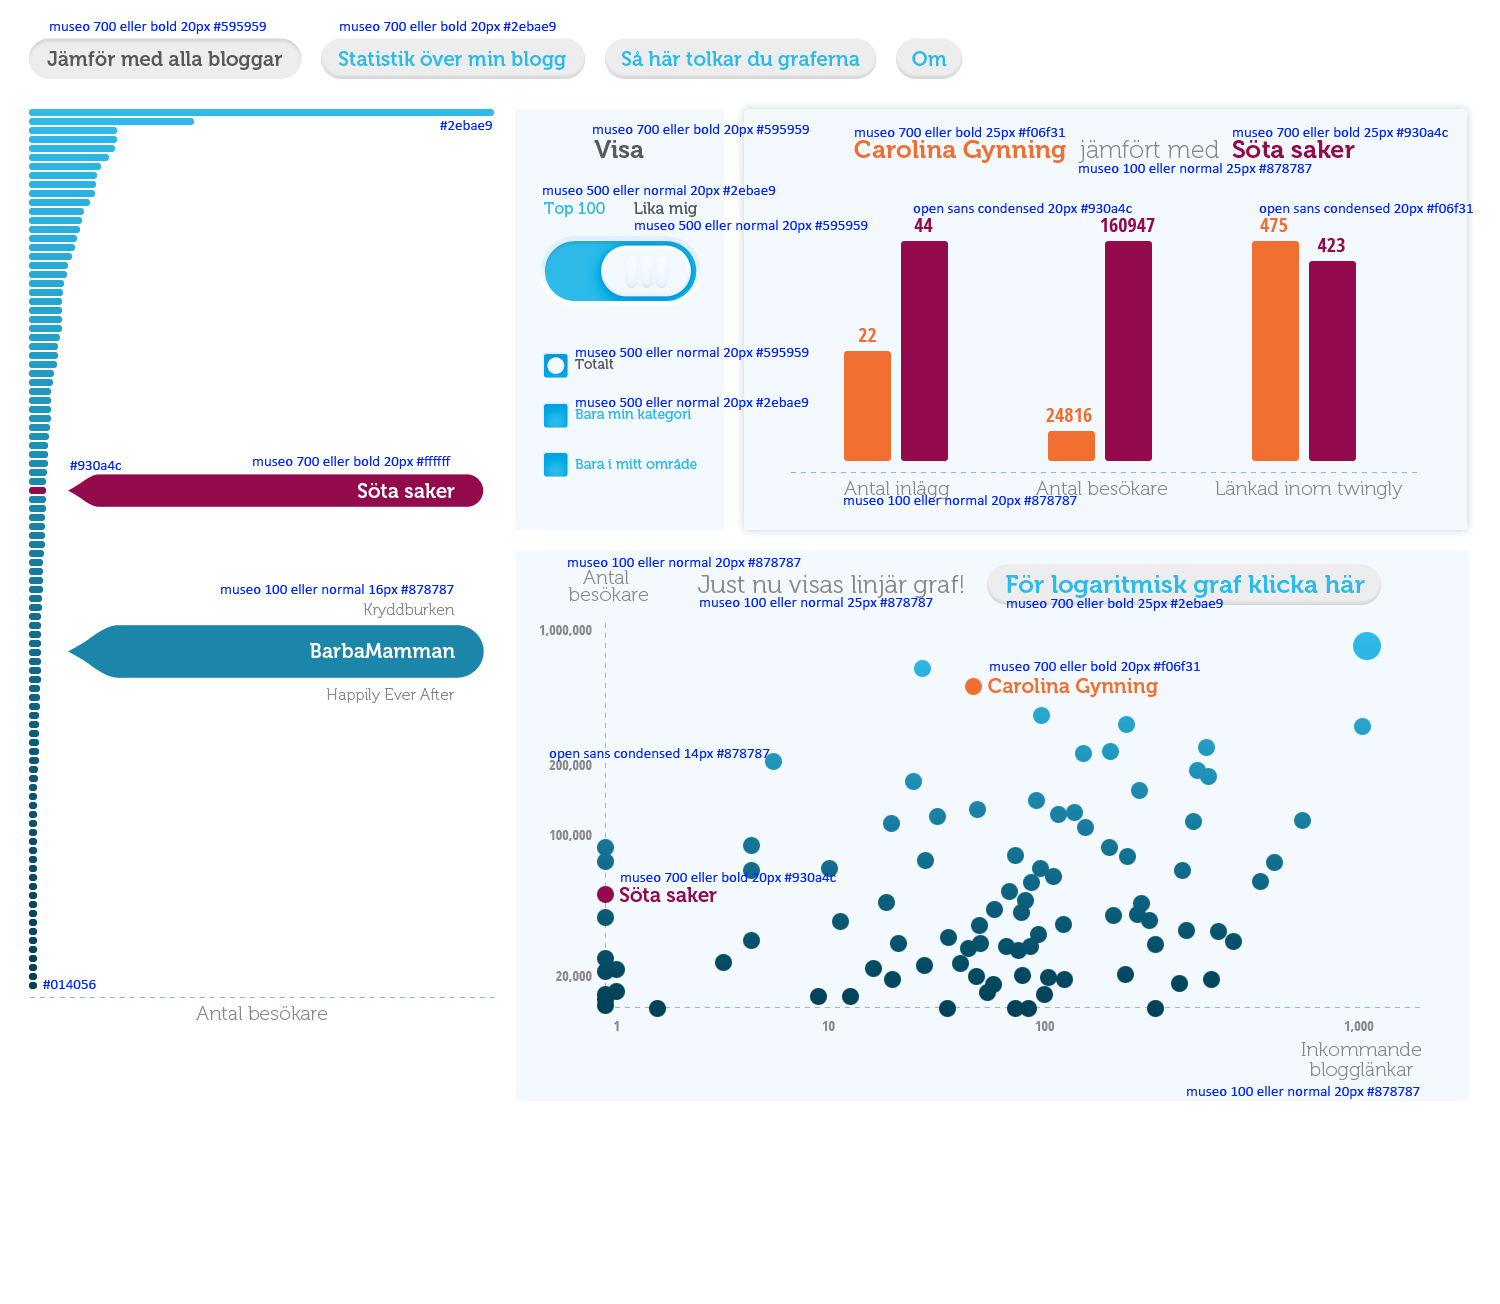 museo 700 eller bold 20px #595959
museo 700 eller bold 20px #2ebae9
Jämför med alla bloggar
Statistik över min blogg
Så här tolkar du graferna
Om
#2ebae9
museo 700 eller bold 20px #930a4c
#930a4c
museo 700 eller bold 20px #ffffff
Söta saker
museo 100 eller normal 16px #878787
Kryddburken
BarbaMamman
Happily Ever After
#014056
Antal besökare
museo 700 eller bold 20px #595959
Visa
museo 500 eller normal 20px #2ebae9
Top 100
Lika mig
museo 500 eller normal 20px #595959
museo 500 eller normal 20px #595959
Totalt
museo 500 eller normal 20px #2ebae9
Bara min kategori
Bara i mitt område
museo 700 eller bold 25px #f06f31
museo 700 eller bold 25px #930a4c
Carolina Gynning jämfört med Söta saker
museo 100 eller normal 25px #878787
open sans condensed 20px #930a4c
open sans condensed 20px #f06f31
44
160947
475
423
22
24816
Antal inlägg
Antal besökare
Länkad inom twingly
museo 100 eller normal 20px #878787
museo 100 eller normal 20px #878787
Antal
besökare
Just nu visas linjär graf!
För logaritmisk graf klicka här
museo 100 eller normal 25px #878787
museo 700 eller bold 25px #2ebae9
1,000,000
museo 700 eller bold 20px #f06f31
Carolina Gynning
open sans condensed 14px #878787
200,000
100,000
museo 700 eller bold 20px #930a4c
Söta saker
20,000
1
10
100
1,000
Inkommande
blogglänkar
museo 100 eller normal 20px #878787